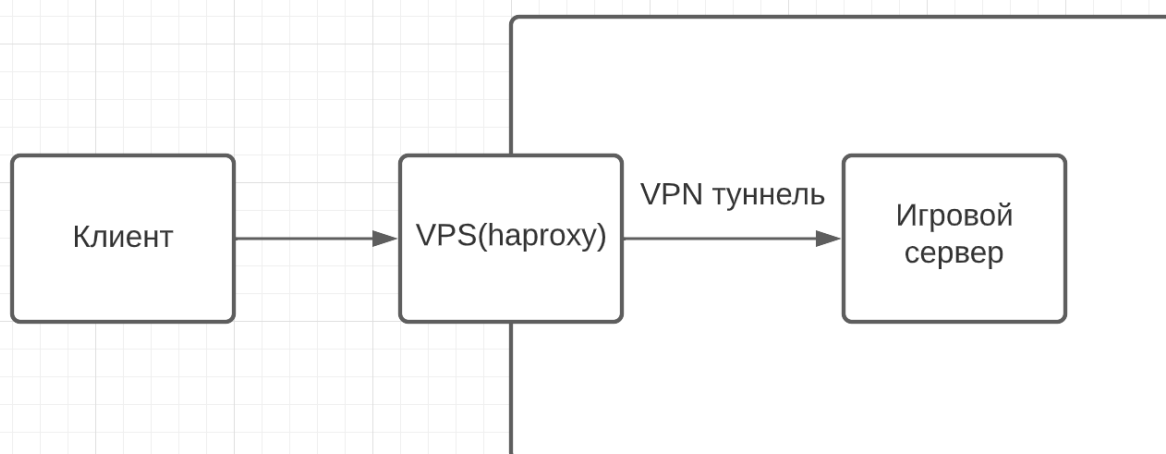 Клиент
VPS(haproxy)
VPN туннель
Игровой
сервер